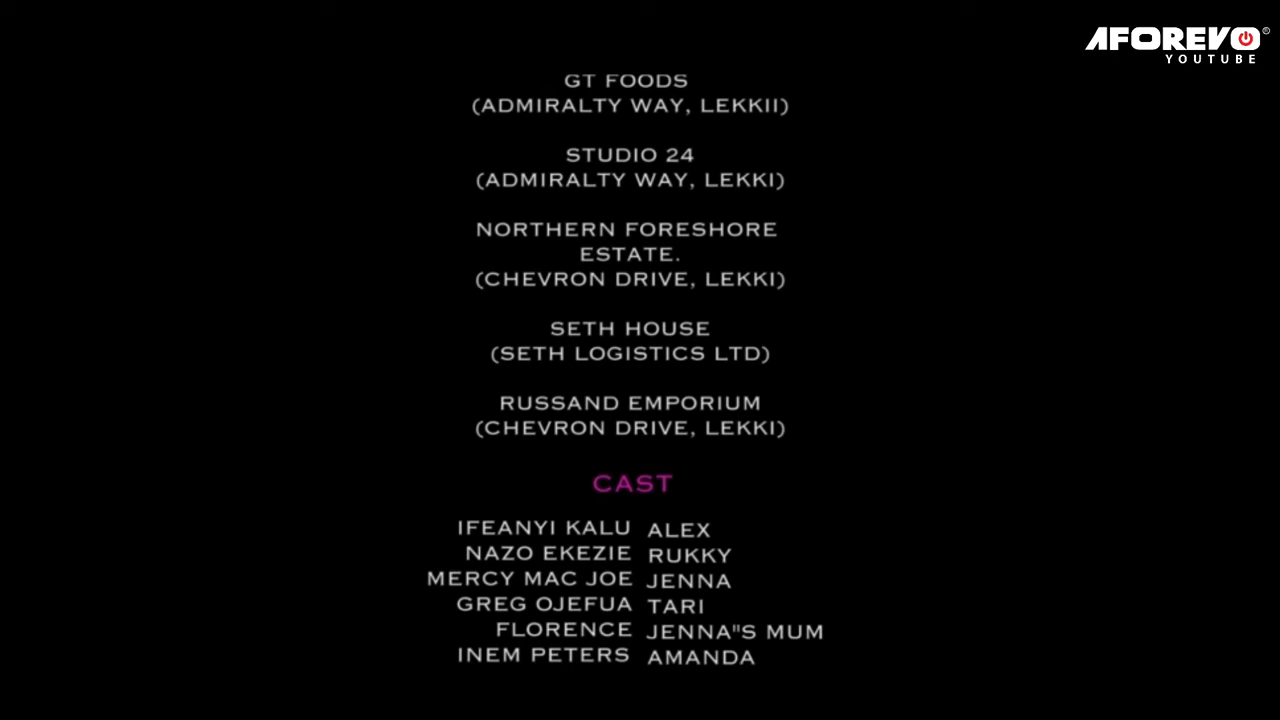 AFOREVO®
YOUTUBE
GT FOODS
(ADMIRALTY WAY, LEKKII)
STUDIO 24
(ADMIRALTY WAY, LEKKI)
NORTHERN FORESHORE
ESTATE.
(CHEVRON DRIVE, LEKKI)
SETH HOUSE
(SETH LOGISTICS LTD)
RUSSAND EMPORIUM
(CHEVRON DRIVE, LEKKI)
CAST
IFEANYI KALU ALEX
NAZO EKEZIE RUKKY
MERCY MAC JOE JENNA
GREG OJEFUA TARI
FLORENCE JENNA"S MUM
INEM PETERS AMANDA